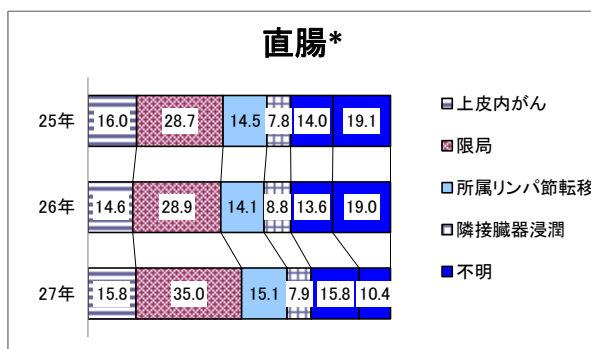 直腸*
25年 16.0 28.7 14.5 7.8 14.0 19.1
26年 14.6 28.9 14.1 8.8 13.6 19.0
27年 15.8 35.0 15.1 7.9 15.8 10.4
上皮内がん
限局
所属リンパ節転移
隣接臓器浸潤
不明